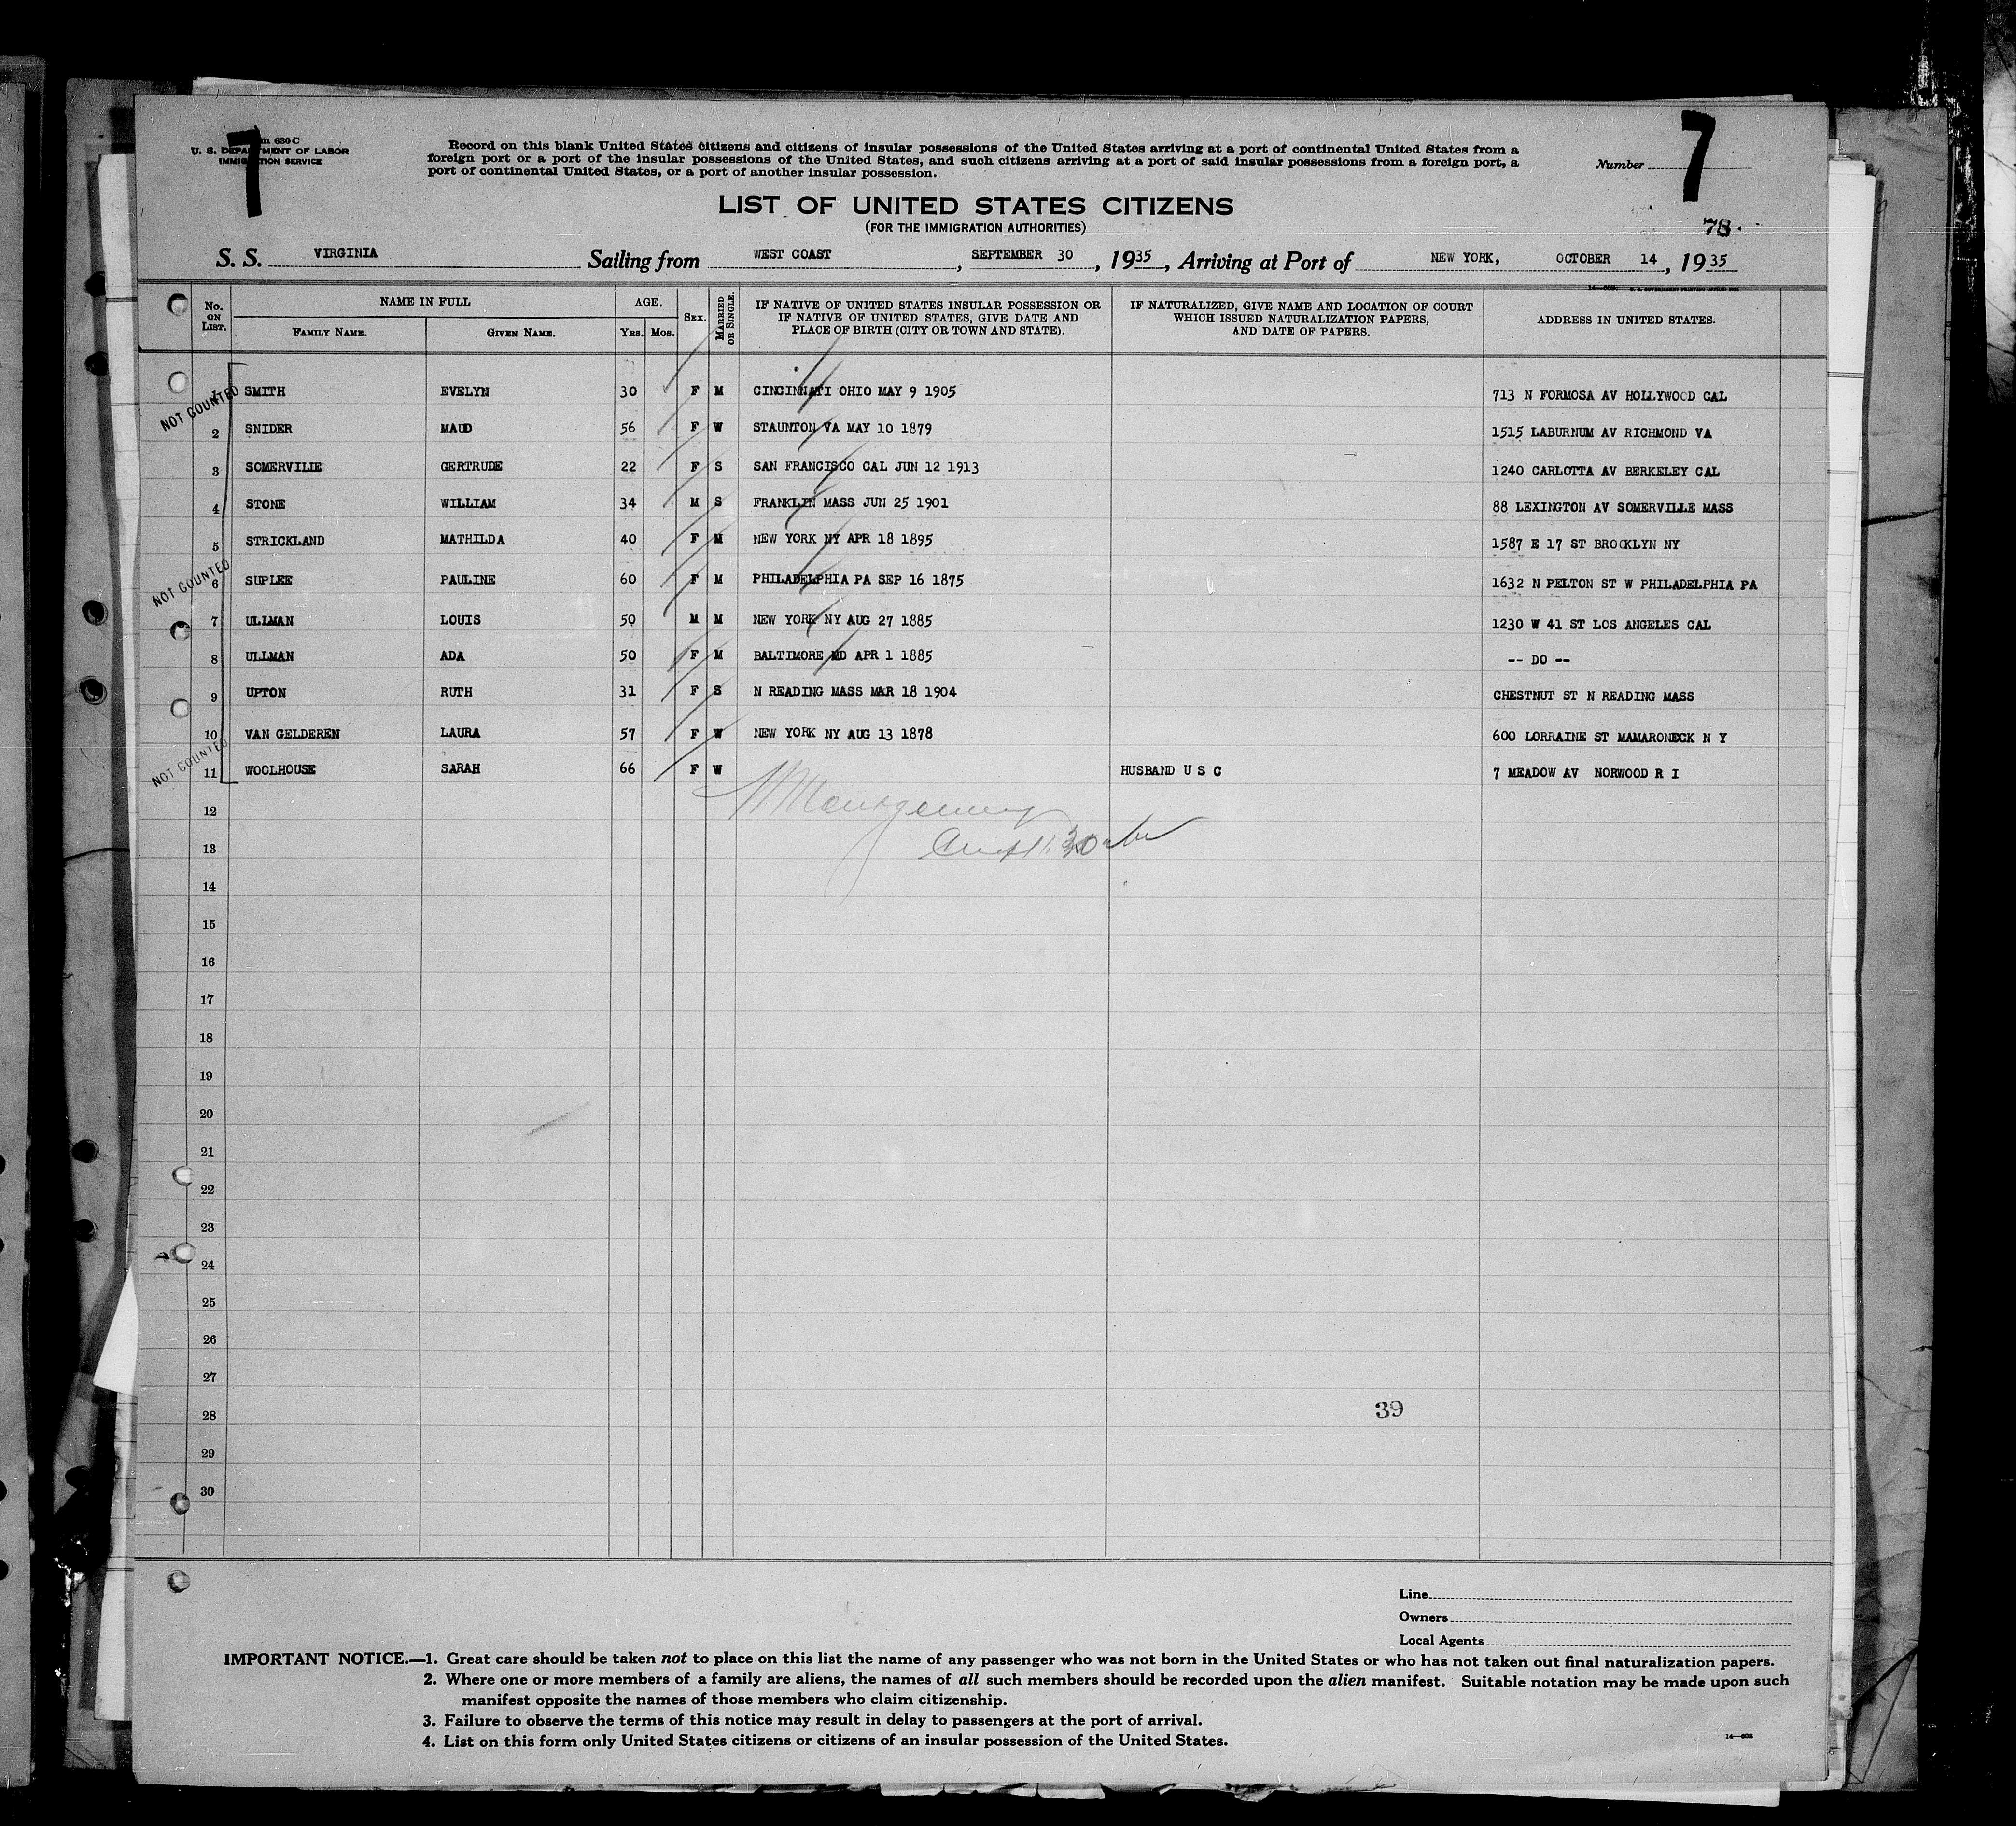 7
7
Form 630 C
U. S. DEPARTMENT OF LABOR
IMMIGRATION SERVICE
Record on this blank United States citizens and citizens of insular possessions of the United States arriving at a port of continental United States from a
foreign port or a port of the insular possessions of the United States, and such citizens arriving at a port of said insular possessions from a foreign port, a
port of continental United States, or a port of another insular possession.
Number
LIST OF UNITED STATES CITIZENS
(FOR THE IMMIGRATION AUTHORITIES)
78.
S. S. VIRGINIA Sailing from WEST COAST, SEPTEMBER 30, 1935, Arriving at Port of NEW YORK, OCTOBER 14, 1935
No. ON LIST. NAME IN FULL FAMILY NAME. GIVEN NAME. AGE. YRS. MOS. SEX. MARRIED OR SINGLE. IF NATIVE OF UNITED STATES INSULAR POSSESSION OR IF NATIVE OF UNITED STATES, GIVE DATE AND PLACE OF BIRTH (CITY OR TOWN AND STATE). IF NATURALIZED, GIVE NAME AND LOCATION OF COURT WHICH ISSUED NATURALIZATION PAPERS, AND DATE OF PAPERS. ADDRESS IN UNITED STATES.
NOT COUNTED
1 SMITH EVELYN 30 F M CINCINNATI OHIO MAY 9 1905 713 N FORMOSA AV HOLLYWOOD CAL
2 SNIDER MAUD 56 F W STAUNTON VA MAY 10 1879 1515 LABURNUM AV RICHMOND VA
3 SOMERVILLE GERTRUDE 22 F S SAN FRANCISCO CAL JUN 12 1913 1240 CARLOTTA AV BERKELEY CAL
4 STONE WILLIAM 34 M S FRANKLIN MASS JUN 25 1901 88 LEXINGTON AV SOMERVILLE MASS
5 STRICKLAND MATHILDA 40 F M NEW YORK NY APR 18 1895 1587 E 17 ST BROOKLYN NY
NOT COUNTED
6 SUPLEE PAULINE 60 F M PHILADELPHIA PA SEP 16 1875 1632 N PELTON ST W PHILADELPHIA PA
7 ULLMAN LOUIS 50 M M NEW YORK NY AUG 27 1885 1230 W 41 ST LOS ANGELES CAL
8 ULLMAN ADA 50 F M BALTIMORE MD APR 1 1885 -- DO --
9 UPTON RUTH 31 F S N READING MASS MAR 18 1904 CHESTNUT ST N READING MASS
10 VAN GELDEREN LAURA 57 F W NEW YORK NY AUG 13 1878 600 LORRAINE ST MAMARONECK N Y
NOT COUNTED
11 WOOLHOUSE SARAH 66 F W HUSBAND U S C 7 MEADOW AV NORWOOD R I
12 Montgomery
13
14
15
16
17
18
19
20
21
22
23
24
25
26
27
28 39
29
30
Line
Owners
Local Agents
IMPORTANT NOTICE.—1. Great care should be taken not to place on this list the name of any passenger who was not born in the United States or who has not taken out final naturalization papers.
2. Where one or more members of a family are aliens, the names of all such members should be recorded upon the alien manifest. Suitable notation may be made upon such
manifest opposite the names of those members who claim citizenship.
3. Failure to observe the terms of this notice may result in delay to passengers at the port of arrival.
4. List on this form only United States citizens or citizens of an insular possession of the United States.